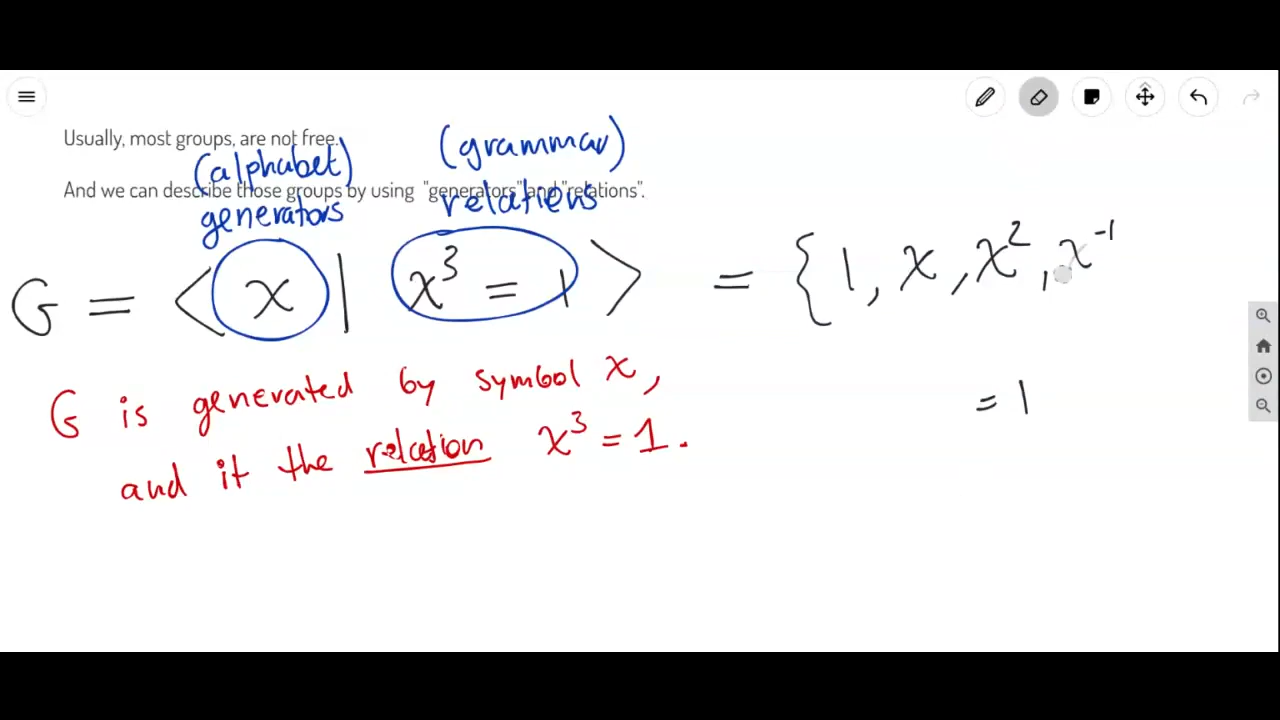 Usually, most groups, are not free.
(alphabet) (grammar)
And we can describe those groups by using "generators" and "relations".
generators relations
G = < x | x³ = 1 > = { 1, x, x², x⁻¹
G is generated by symbol x,
= 1
and it the relation x³ = 1.